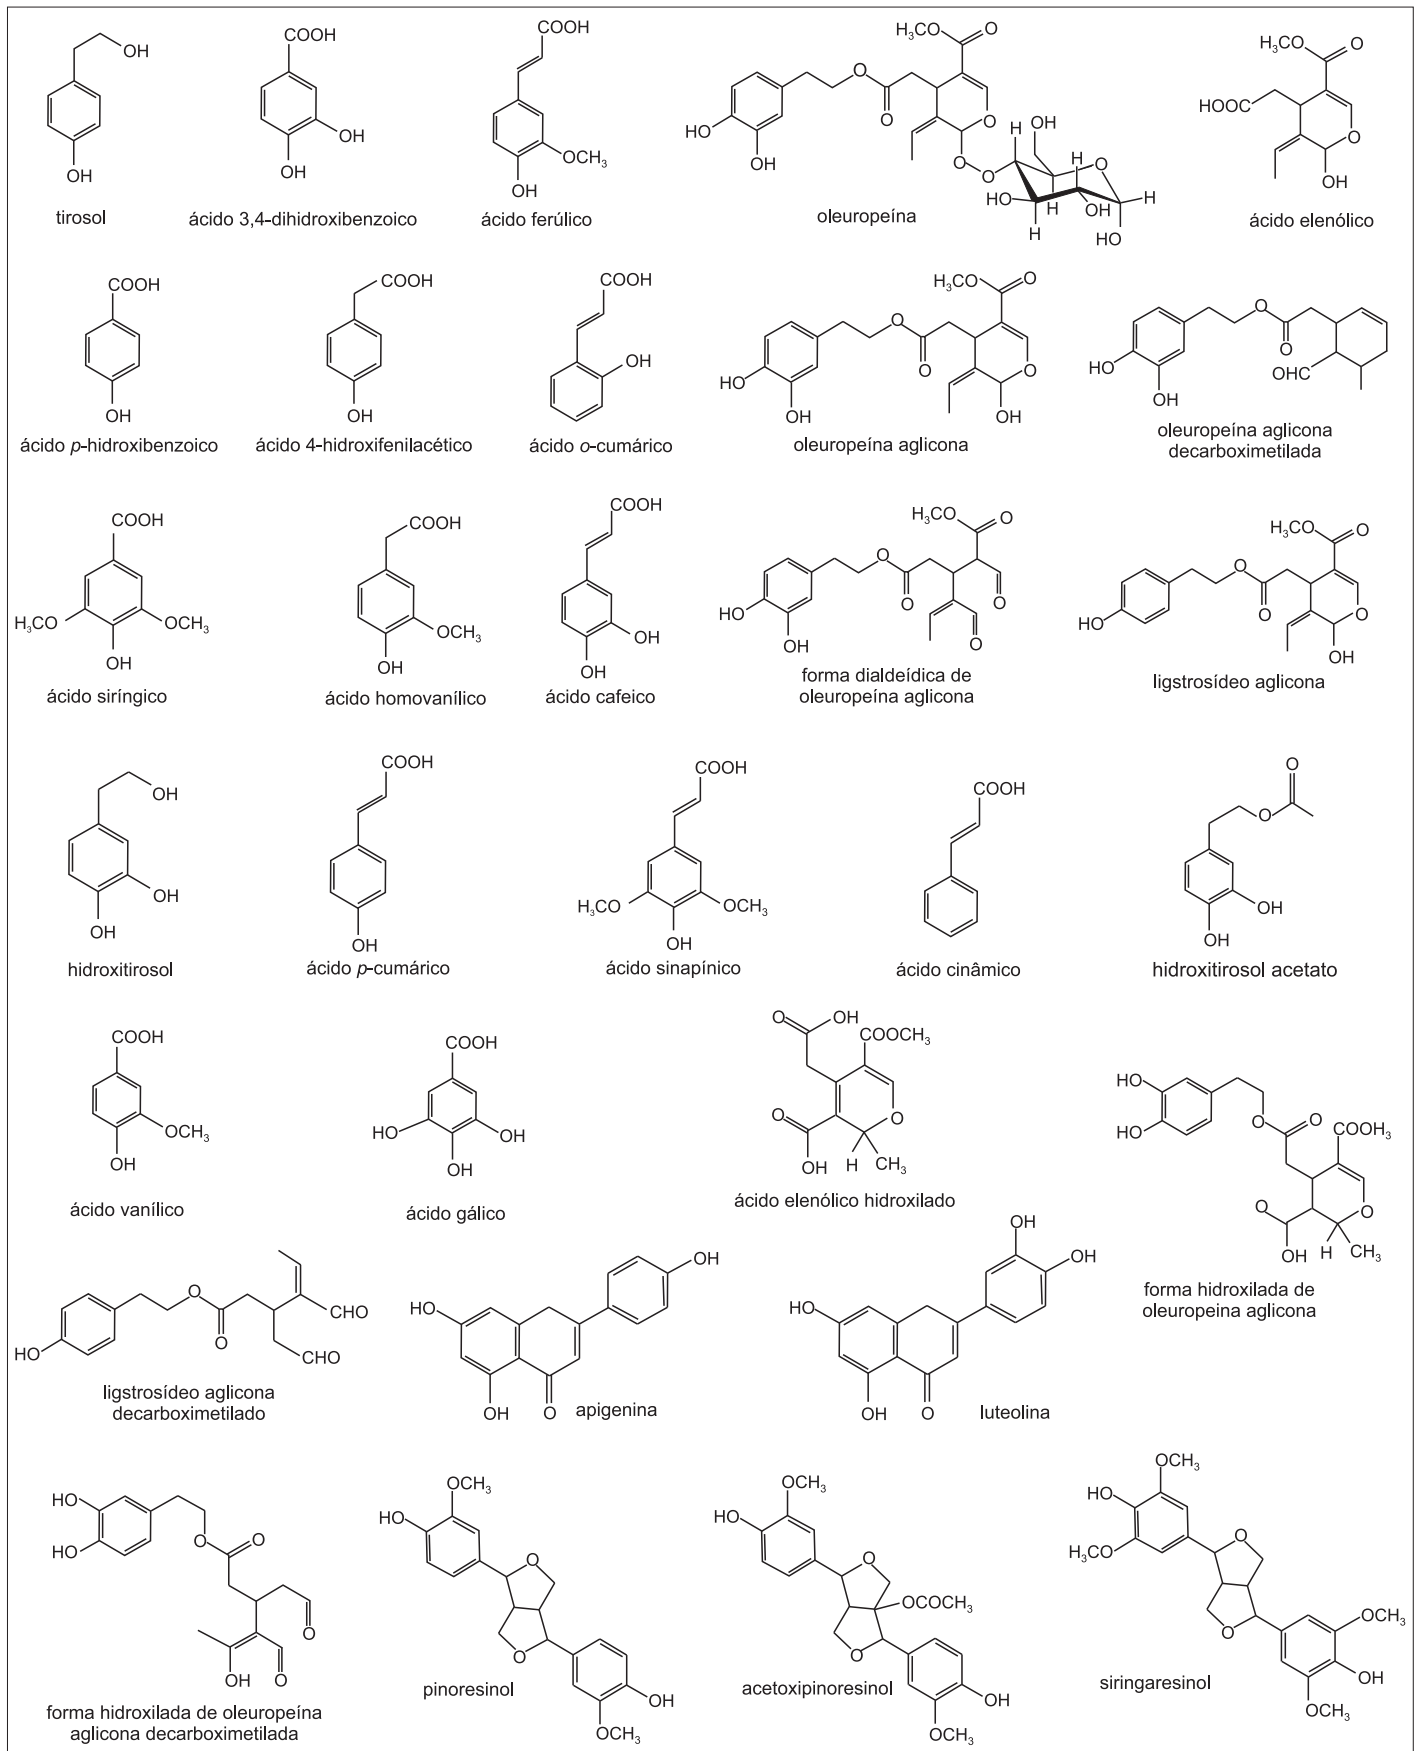 COOH
COOH
OH
H₃CO
O
H₃CO
O
O
HOOC
OH
OH
OCH₃
OH
O
HO
OH
O
O
O
H
OH
H
O
H
HO
OH
H
HO
O
OH
OH
tirosol
ácido 3,4-dihidroxibenzoico
ácido ferúlico
oleuropeína
ácido elenólico
COOH
COOH
COOH
H₃CO
O
O
O
OH
O
O
O
HO
OH
OHC
HO
OH
OH
OH
OH
ácido p-hidroxibenzoico
ácido 4-hidroxifenilacético
ácido o-cumárico
oleuropeína aglicona
oleuropeína aglicona
decarboximetilada
COOH
COOH
COOH
H₃CO
O
H₃CO
O
O
O
O
O
O
O
HO
OH
O
HO
OH
H₃CO
OCH₃
OH
OCH₃
OH
OH
OH
ácido siríngico
ácido homovanílico
ácido cafeico
forma dialdeídica de
oleuropeína aglicona
ligstrosídeo aglicona
COOH
COOH
COOH
O
OH
O
OH
OH
H₃CO
OCH₃
OH
OH
OH
OH
hidroxitirosol
ácido p-cumárico
ácido sinapínico
ácido cinâmico
hidroxitirosol acetato
COOH
COOH
O
OH
COOCH₃
HO
HO
O
O
COOH₃
OCH₃
OH
HO
OH
OH
O
O
OH
H
CH₃
O
O
OH
H
CH₃
ácido vanílico
ácido gálico
ácido elenólico hidroxilado
forma hidroxilada de
oleuropeina aglicona
O
O
HO
CHO
CHO
OH
HO
OH
O
OH
OH
HO
OH
O
ligstrosídeo aglicona
decarboximetilado
apigenina
luteolina
HO
HO
O
O
O
OH
O
OCH₃
HO
O
O
OH
OCH₃
OCH₃
HO
O
OCOCH₃
O
OH
OCH₃
OCH₃
HO
H₃CO
O
O
OCH₃
OH
OCH₃
forma hidroxilada de oleuropeína
aglicona decarboximetilada
pinoresinol
acetoxipinoresinol
siringaresinol